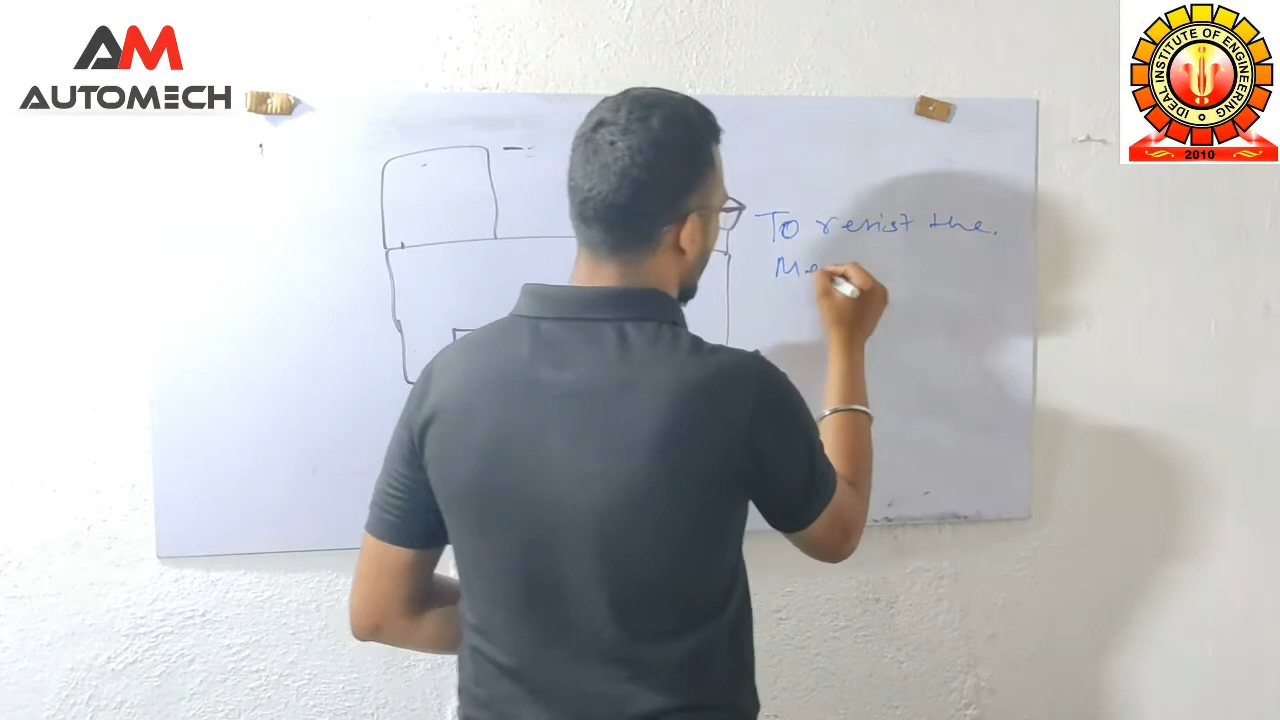 AM
AUTOMECH
IDEAL INSTITUTE OF ENGINEERING
2010
To resist the.